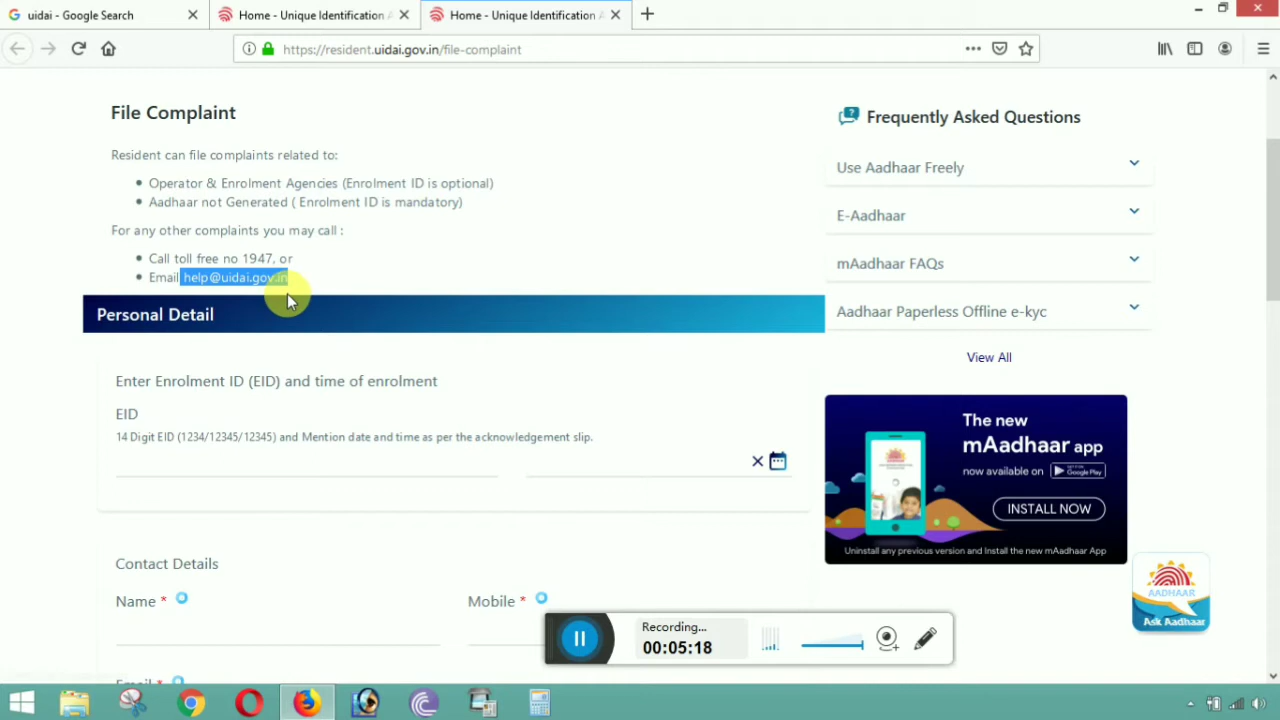 uidai - Google Search
Home - Unique Identification A
Home - Unique Identification A
https://resident.uidai.gov.in/file-complaint
File Complaint
Resident can file complaints related to:
Operator & Enrolment Agencies (Enrolment ID is optional)
Aadhaar not Generated ( Enrolment ID is mandatory)
For any other complaints you may call :
Call toll free no 1947, or
Email help@uidai.gov.in
Personal Detail
Enter Enrolment ID (EID) and time of enrolment
EID
14 Digit EID (1234/12345/12345) and Mention date and time as per the acknowledgement slip.
Contact Details
Name *
Mobile *
Frequently Asked Questions
Use Aadhaar Freely
E-Aadhaar
mAadhaar FAQs
Aadhaar Paperless Offline e-kyc
View All
The new
mAadhaar app
now available on
Google Play
INSTALL NOW
Uninstall any previous version and Install the new mAadhaar App
AADHAAR
Ask Aadhaar
Recording...
00:05:18